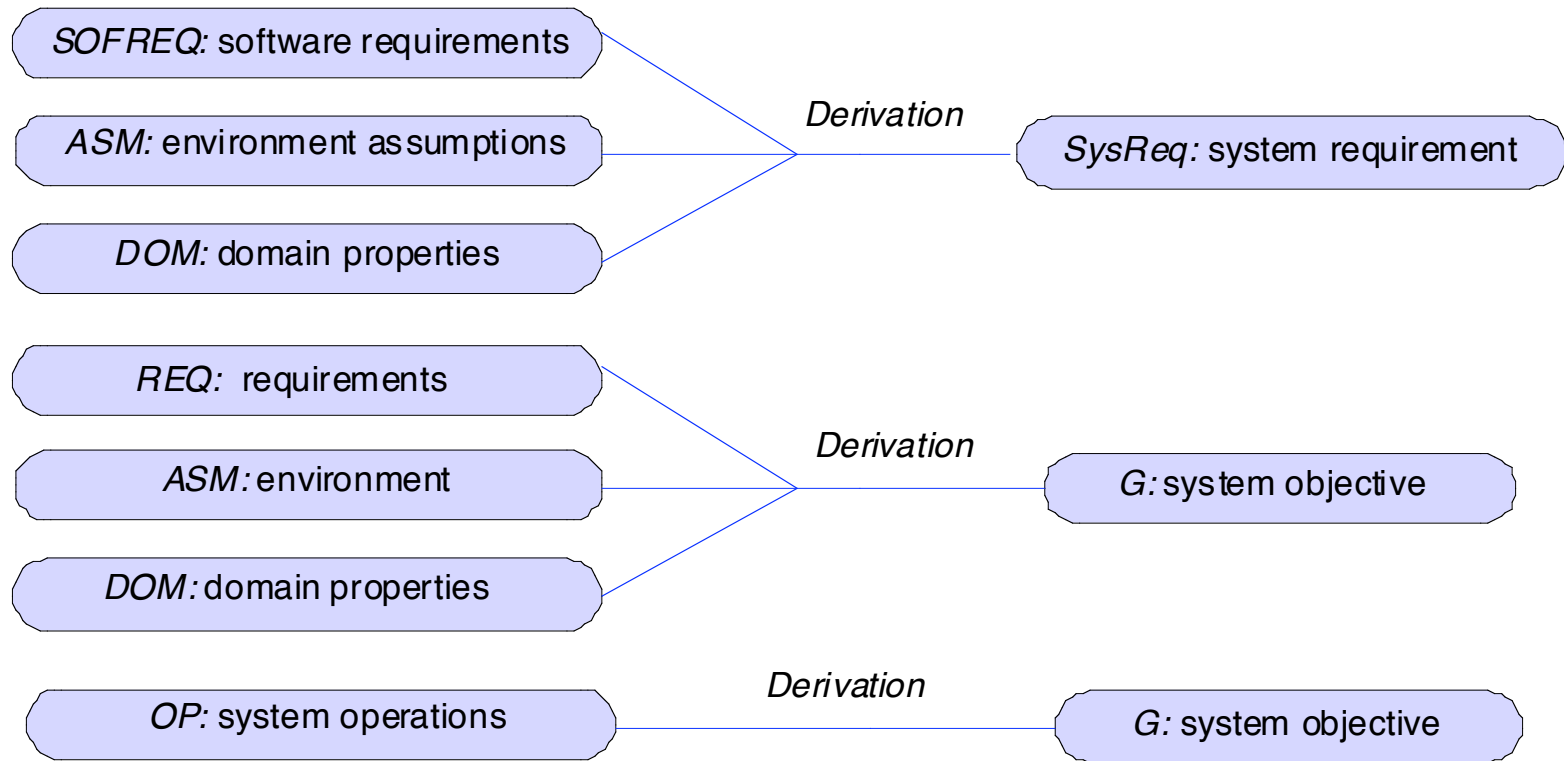 SOFREQ: software requirements
Derivation
ASM: environment assumptions
SysReq: system requirement
DOM: domain properties
REQ: requirements
Derivation
ASM: environment
G: system objective
DOM: domain properties
Derivation
OP: system operations
G: system objective